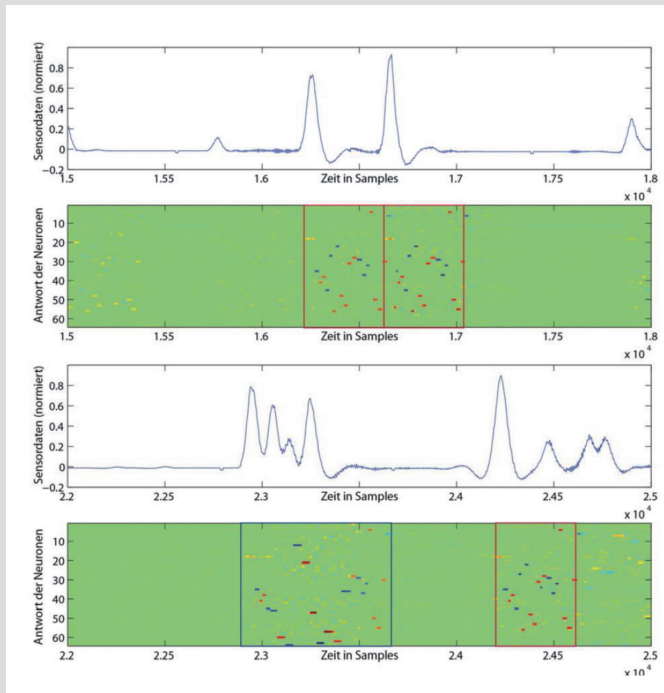 Sensordaten (normiert)
0.8
0.6
0.4
0.2
0
−0.2
1.5 1.55 1.6 1.65 1.7 1.75 1.8
Zeit in Samples
x 10 4
Antwort der Neuronen
10
20
30
40
50
60
1.5 1.55 1.6 1.65 1.7 1.75 1.8
Zeit in Samples
x 10 4
Sensordaten (normiert)
0.8
0.6
0.4
0.2
0
−0.2
2.2 2.25 2.3 2.35 2.4 2.45 2.5
Zeit in Samples
x 10 4
Antwort der Neuronen
10
20
30
40
50
60
2.2 2.25 2.3 2.35 2.4 2.45 2.5
Zeit in Samples
x 10 4